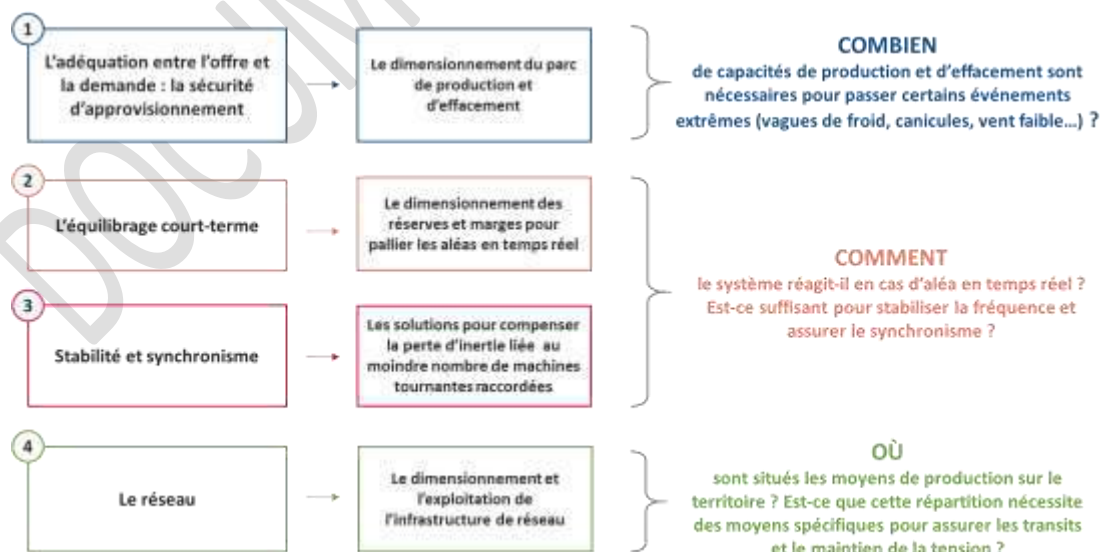 1
L'adéquation entre l'offre et
la demande : la sécurité
d'approvisionnement
Le dimensionnement du parc
de production et
d'effacement
COMBIEN
de capacités de production et d'effacement sont
nécessaires pour passer certains événements
extrêmes (vagues de froid, canicules, vent faible...) ?
2
L'équilibrage court-terme
Le dimensionnement des
réserves et marges pour
pallier les aléas en temps réel
3
Stabilité et synchronisme
Les solutions pour compenser
la perte d'inertie liée au
moindre nombre de machines
tournantes raccordées
COMMENT
le système réagit-il en cas d'aléa en temps réel ?
Est-ce suffisant pour stabiliser la fréquence et
assurer le synchronisme ?
4
Le réseau
Le dimensionnement et
l'exploitation de
l'infrastructure de réseau
OÙ
sont situés les moyens de production sur le
territoire ? Est-ce que cette répartition nécessite
des moyens spécifiques pour assurer les transits
et le maintien de la tension ?
DOCUM